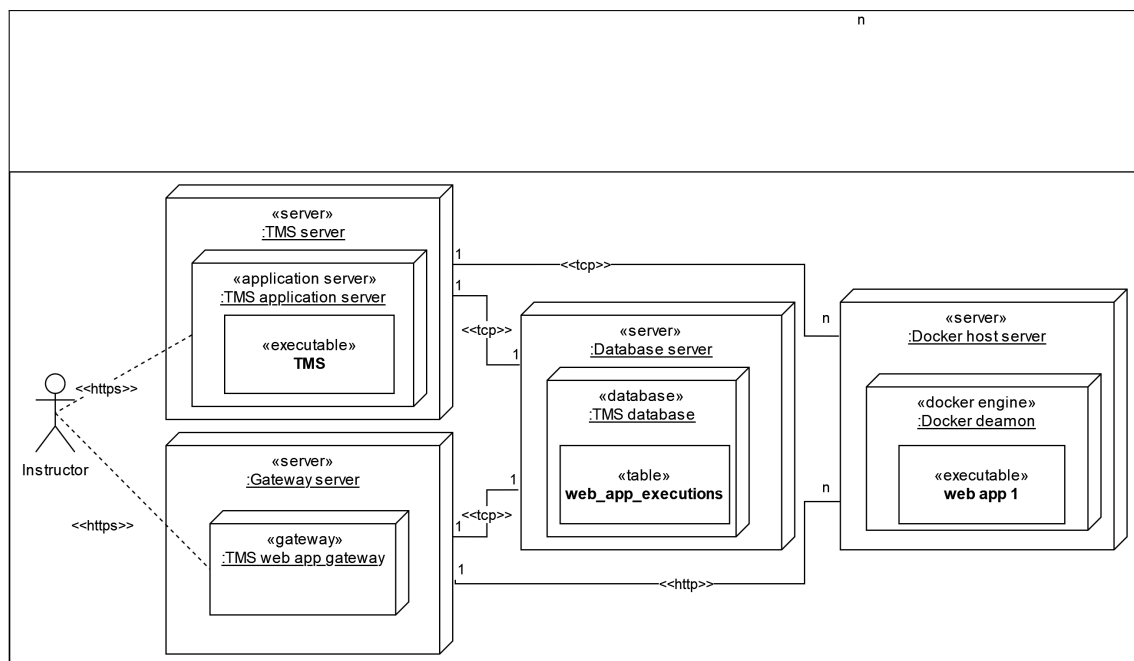 n
«server»
:TMS server
«application server»
:TMS application server
«executable»
TMS
1
<<tcp>>
1
<<tcp>>
1
n
«server»
:Database server
«database»
:TMS database
«table»
web_app_executions
«server»
:Docker host server
«docker engine»
:Docker deamon
«executable»
web app 1
<<https>>
Instructor
<<https>>
«server»
:Gateway server
«gateway»
:TMS web app gateway
1
<<tcp>>
1
n
1
<<http>>